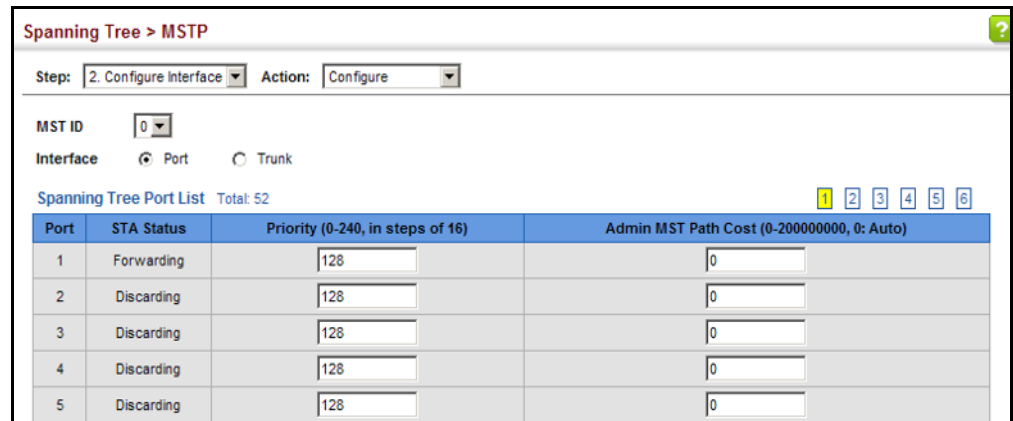 Spanning Tree > MSTP
?
Step: 2. Configure Interface Action: Configure
MST ID 0
Interface Port Trunk
Spanning Tree Port List Total: 52 1 2 3 4 5 6
Port STA Status Priority (0-240, in steps of 16) Admin MST Path Cost (0-200000000, 0: Auto)
1 Forwarding 128 0
2 Discarding 128 0
3 Discarding 128 0
4 Discarding 128 0
5 Discarding 128 0